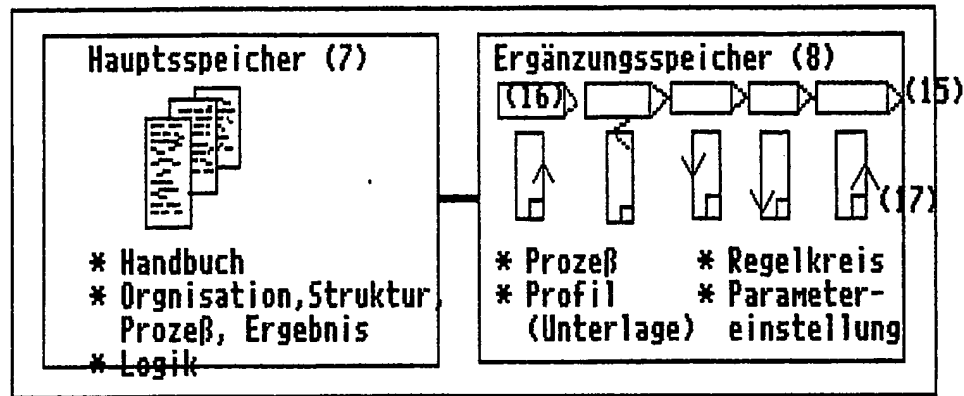 Hauptsspeicher (7)
* Handbuch
* Orgnisation,Struktur,
Prozeß, Ergebnis
* Logik
Ergänzungsspeicher (8)
(16)
(15)
(17)
* Prozeß
* Profil
(Unterlage)
* Regelkreis
* Parameter-
einstellung